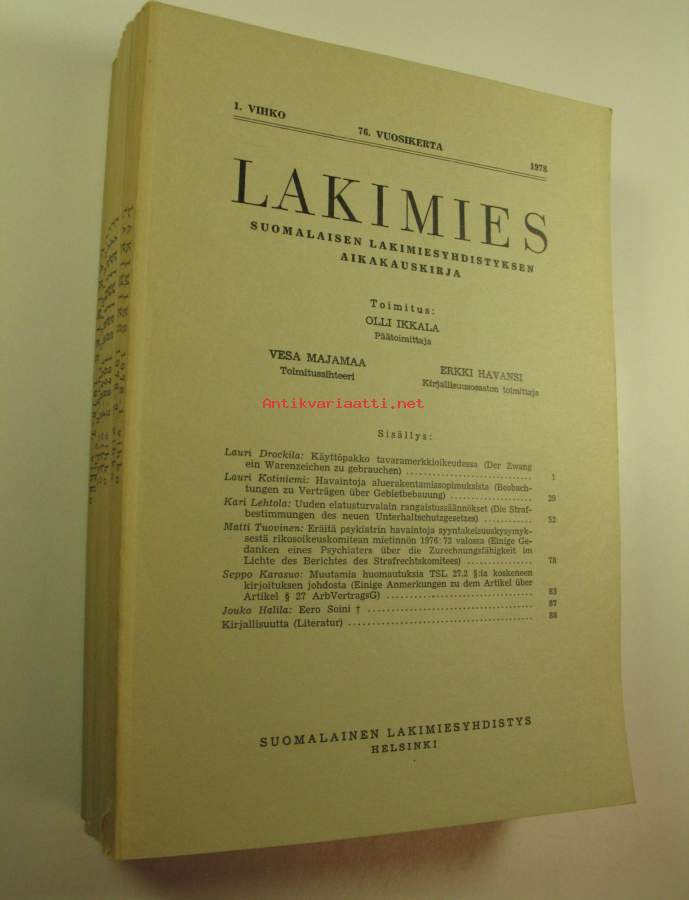 1. VIHKO
76. VUOSIKERTA
1978
LAKIMIES
SUOMALAISEN LAKIMIESYHDISTYKSEN
AIKAKAUSKIRJA
Toimitus:
OLLI IKKALA
Päätoimittaja
VESA MAJAMAA
Toimitussihteeri
ERKKI HAVANSI
Kirjallisuusosaston toimittaja
Antikvariaatti.net
Sisällys:
Lauri Drockila: Käyttöpakko tavaramerkkioikeudessa (Der Zwang
ein Warenzeichen zu gebrauchen) 1
Lauri Kotiniemi: Havaintoja aluerakentamissopimuksista (Beobach-
tungen zu Verträgen über Gebietbebauung) 29
Kari Lehtola: Uuden elatusturvalain rangaistussäännökset (Die Straf-
bestimmungen des neuen Unterhaltschutzgesetzes) 52
Matti Tuovinen: Eräitä psykiatrin havaintoja syyntakeisuuskysymyk-
sestä rikosoikeuskomitean mietinnön 1976:72 valossa (Einige Ge-
danken eines Psychiaters über die Zurechnungsfähigkeit im
Lichte des Berichtes des Strafrechtskomitees) 78
Seppo Karasuo: Muutamia huomautuksia TSL 27.2 §:ia koskeneen
kirjoituksen johdosta (Einige Anmerkungen zu dem Artikel über
Artikel § 27 ArbVertragsG) 83
Jouko Halila: Eero Soini † 87
Kirjallisuutta (Literatur) 88
SUOMALAINEN LAKIMIESYHDISTYS
HELSINKI
LAKIMIES 1978 1 vihko